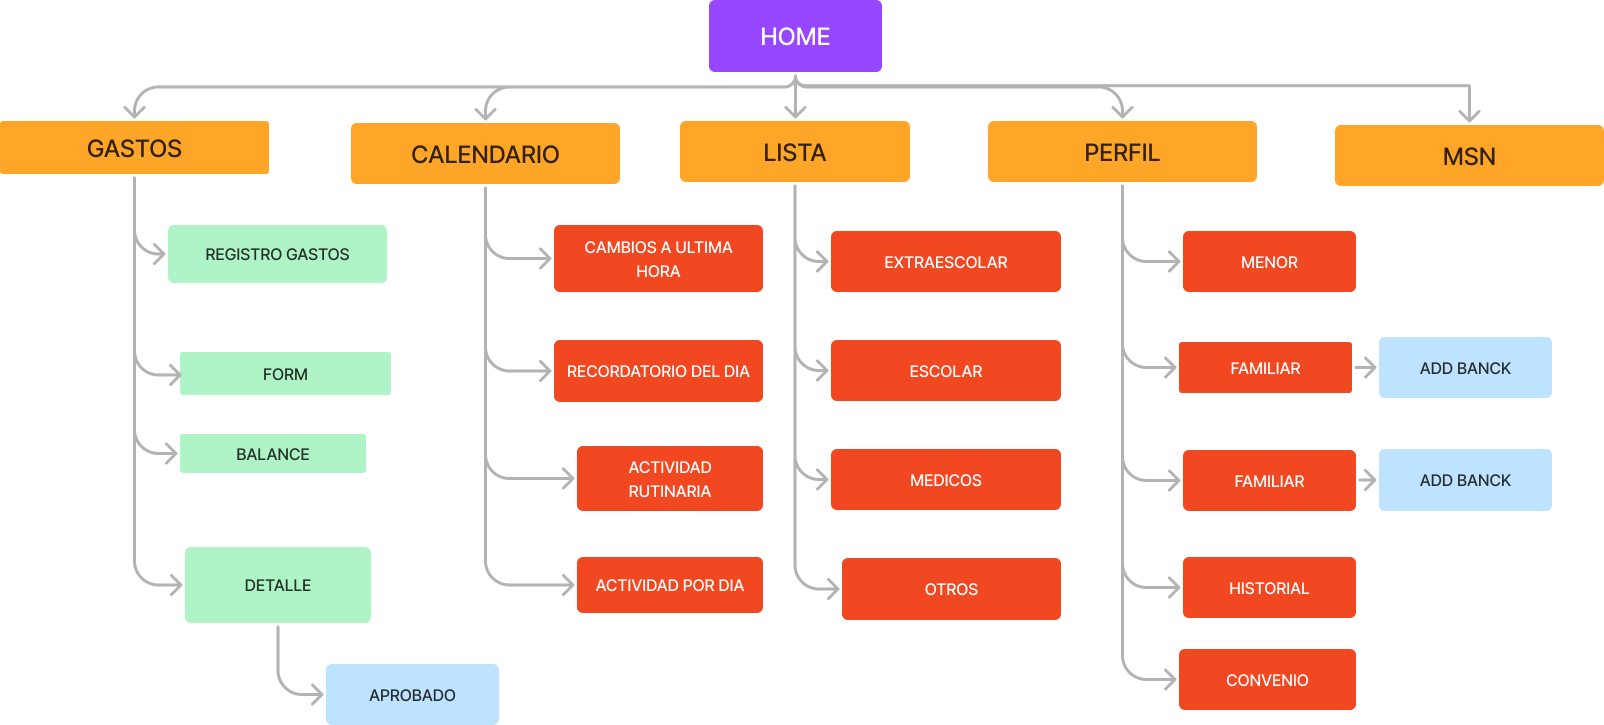 HOME
GASTOS
CALENDARIO
LISTA
PERFIL
MSN
REGISTRO GASTOS
FORM
BALANCE
DETALLE
APROBADO
CAMBIOS A ULTIMA
HORA
RECORDATORIO DEL DIA
ACTIVIDAD
RUTINARIA
ACTIVIDAD POR DIA
EXTRAESCOLAR
ESCOLAR
MEDICOS
OTROS
MENOR
FAMILIAR
ADD BANCK
FAMILIAR
ADD BANCK
HISTORIAL
CONVENIO